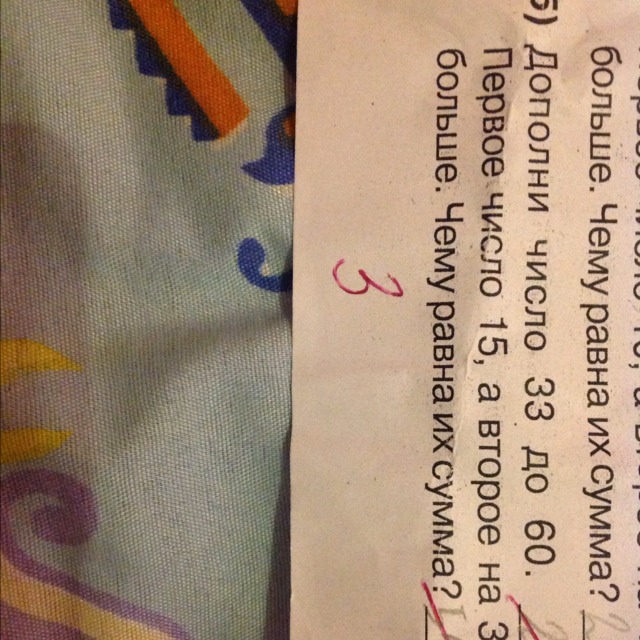 больше. Чему равна их сумма?
5) Дополни число 33 до 60.
Первое число 15, а второе на 3
больше. Чему равна их сумма?
3